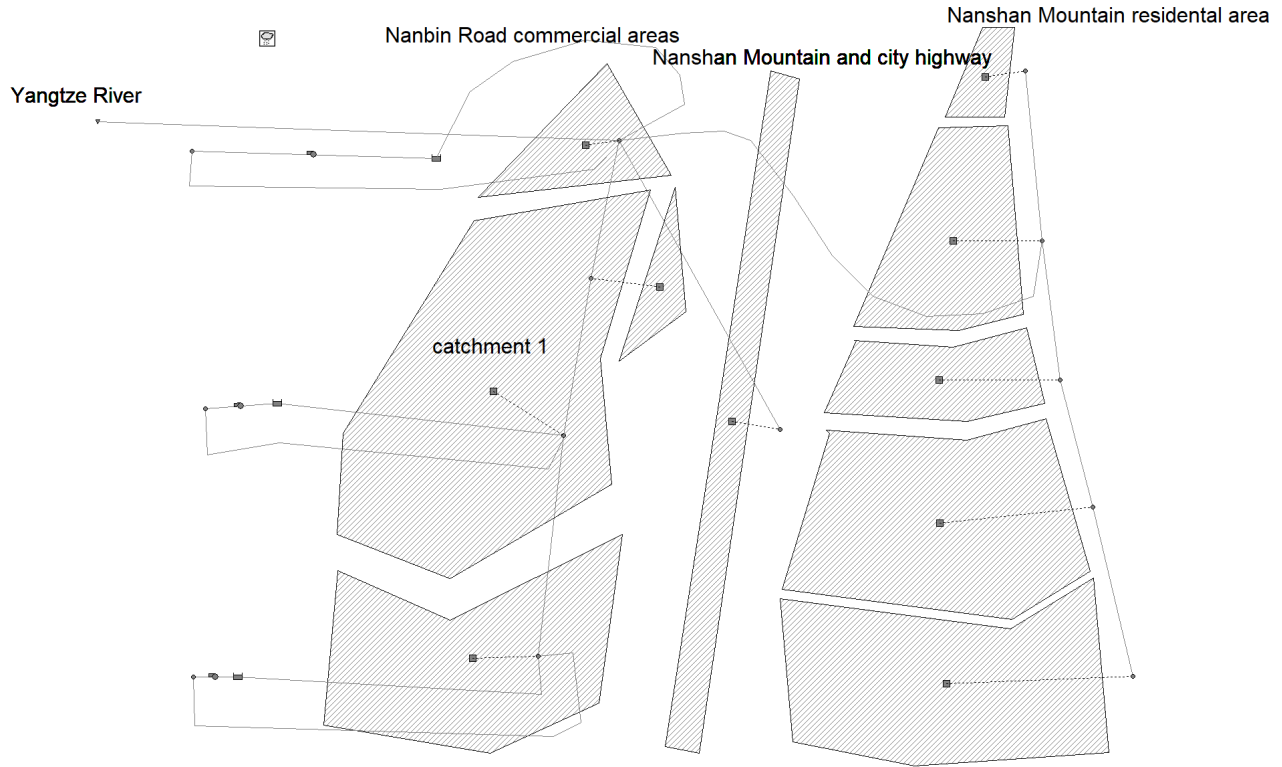 Nanshan Mountain residental area
Nanbin Road commercial areas
Nanshan Mountain and city highway
Yangtze River
catchment 1